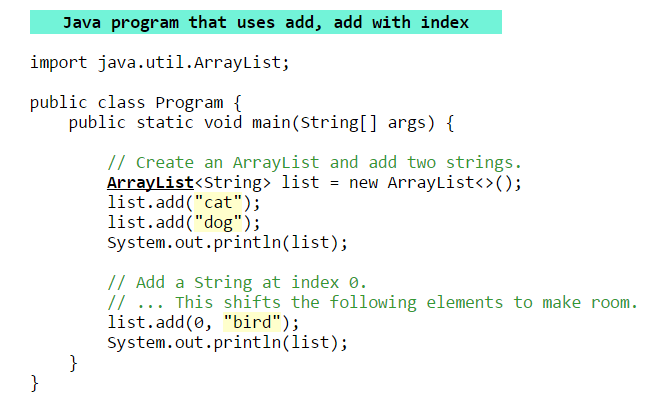 Java program that uses add, add with index
import java.util.ArrayList;
public class Program {
    public static void main(String[] args) {
        // Create an ArrayList and add two strings.
        ArrayList<String> list = new ArrayList<>();
        list.add("cat");
        list.add("dog");
        System.out.println(list);
        // Add a String at index 0.
        // ... This shifts the following elements to make room.
        list.add(0, "bird");
        System.out.println(list);
    }
}